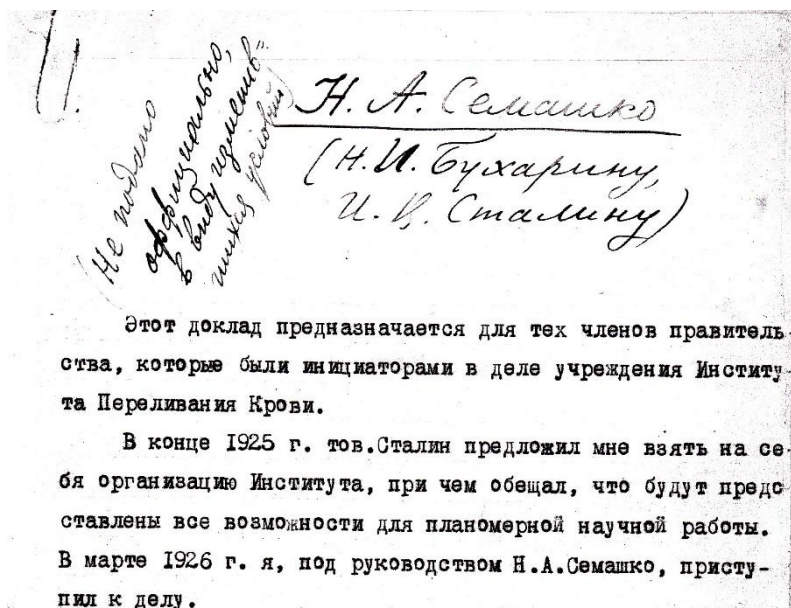 (Не подано
оффициально,
в виду изменив=
шихся условий)
Н. А. Семашко
(Н. И. Бухарину,
И. В. Сталину)
Этот доклад предназначается для тех членов правитель
ства, которые были инициаторами в деле учреждения Институ
та Переливания Крови.
В конце 1925 г. тов.Сталин предложил мне взять на се-
бя организацию Института, при чем обещал, что будут предо
ставлены все возможности для планомерной научной работы.
В марте 1926 г. я, под руководством Н.А.Семашко, присту-
пил к делу.